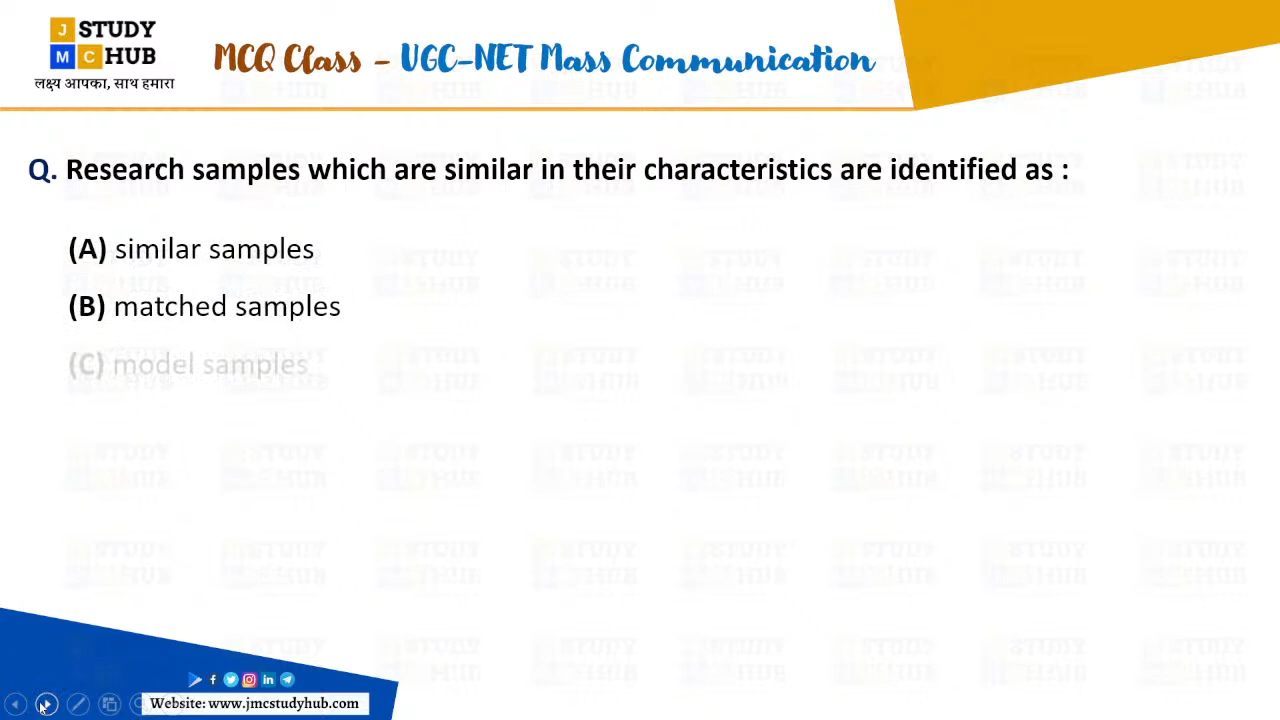 J STUDY
M C HUB
लक्ष्य आपका, साथ हमारा
MCQ Class - UGC-NET Mass Communication
Q. Research samples which are similar in their characteristics are identified as :
(A) similar samples
(B) matched samples
(C) model samples
Website: www.jmcstudyhub.com